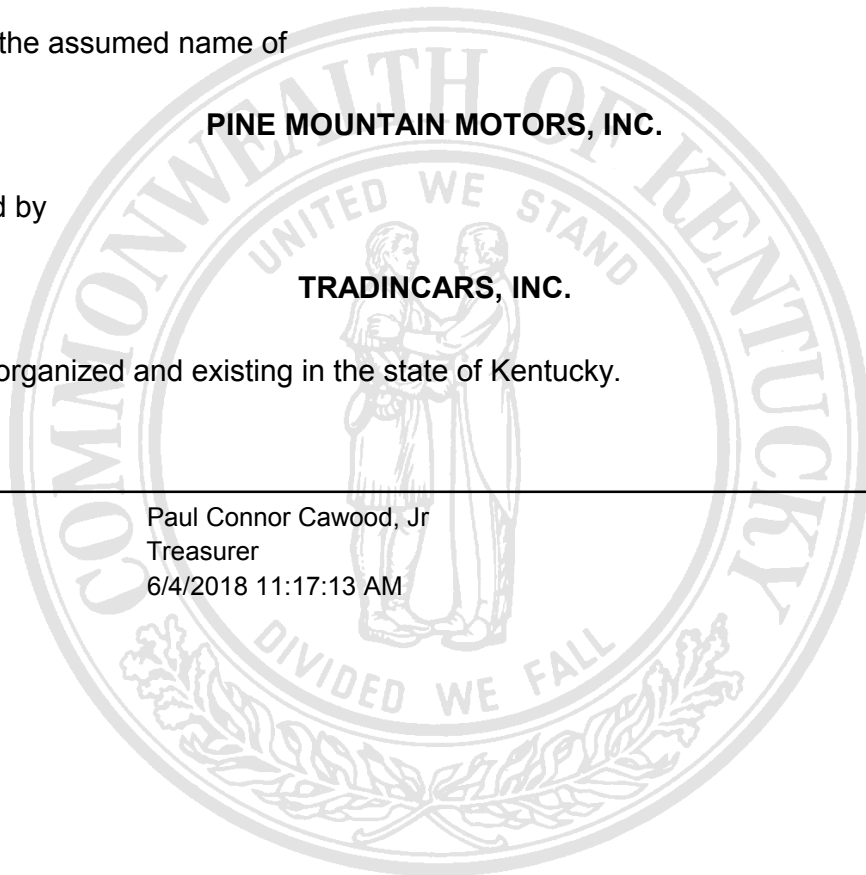 the assumed name of
PINE MOUNTAIN MOTORS, INC.
d by
TRADINCARS, INC.
organized and existing in the state of Kentucky.
Paul Connor Cawood, Jr
Treasurer
6/4/2018 11:17:13 AM
COMMONWEALTH OF KENTUCKY
UNITED WE STAND
DIVIDED WE FALL